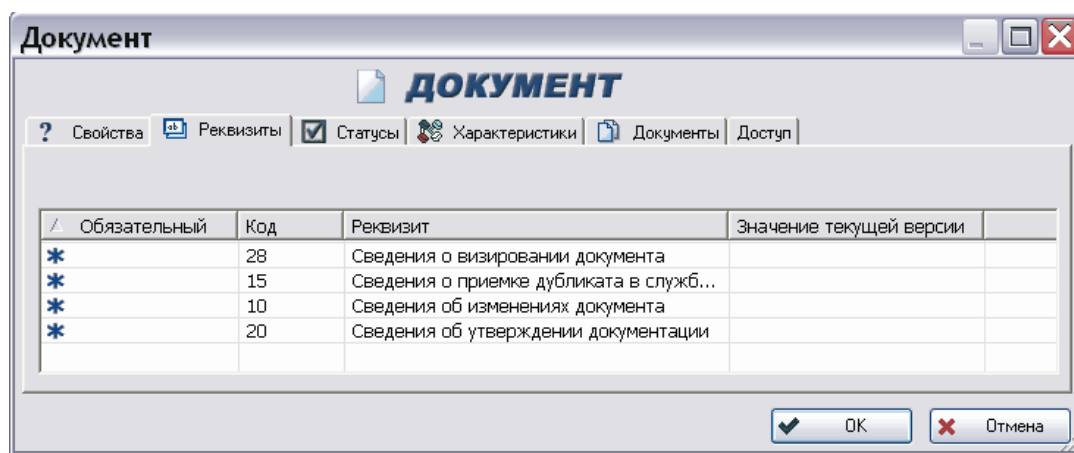 Документ
ДОКУМЕНТ
? Свойства Реквизиты Статусы Характеристики Документы Доступ
Обязательный Код Реквизит Значение текущей версии
* 28 Сведения о визировании документа
* 15 Сведения о приемке дубликата в служб...
* 10 Сведения об изменениях документа
* 20 Сведения об утверждении документации
OK Отмена